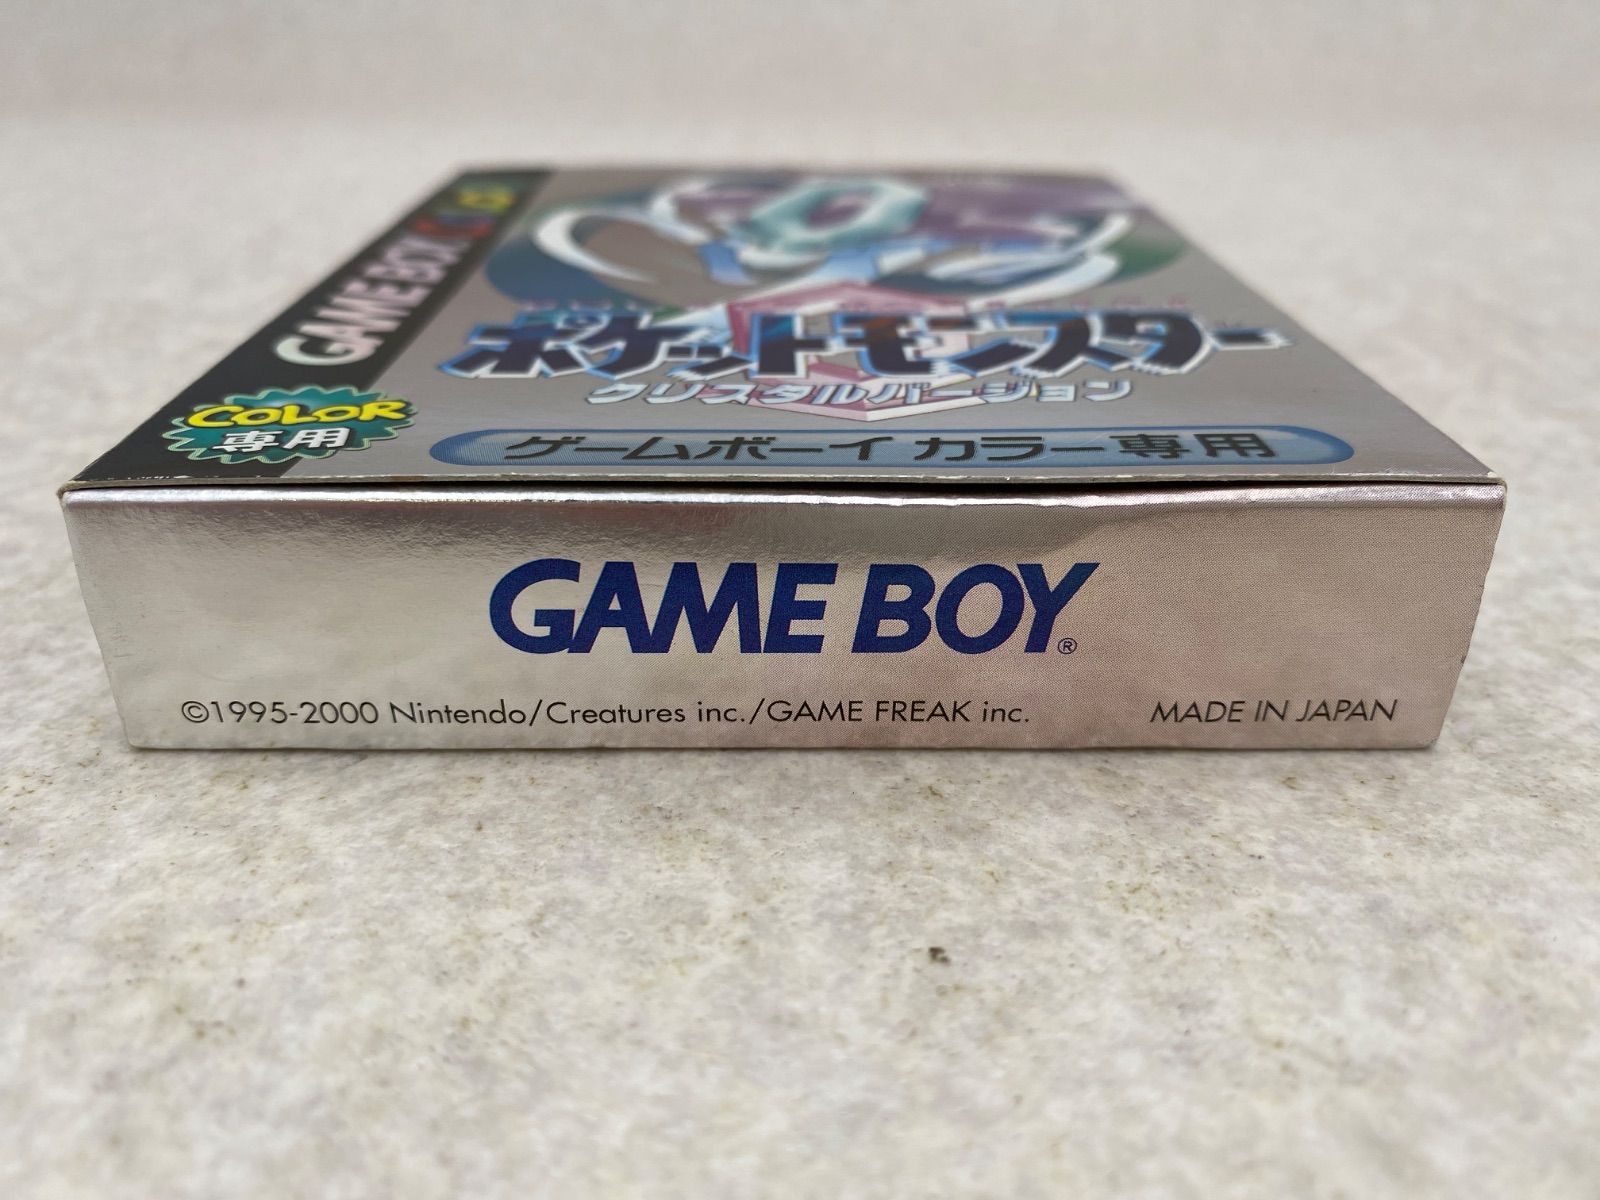 GAME BOY COLOR
ポケットモンスター
クリスタルバージョン
COLOR
専用
ゲームボーイ カラー専用
GAME BOY®
©1995-2000 Nintendo/Creatures inc./GAME FREAK inc.
MADE IN JAPAN